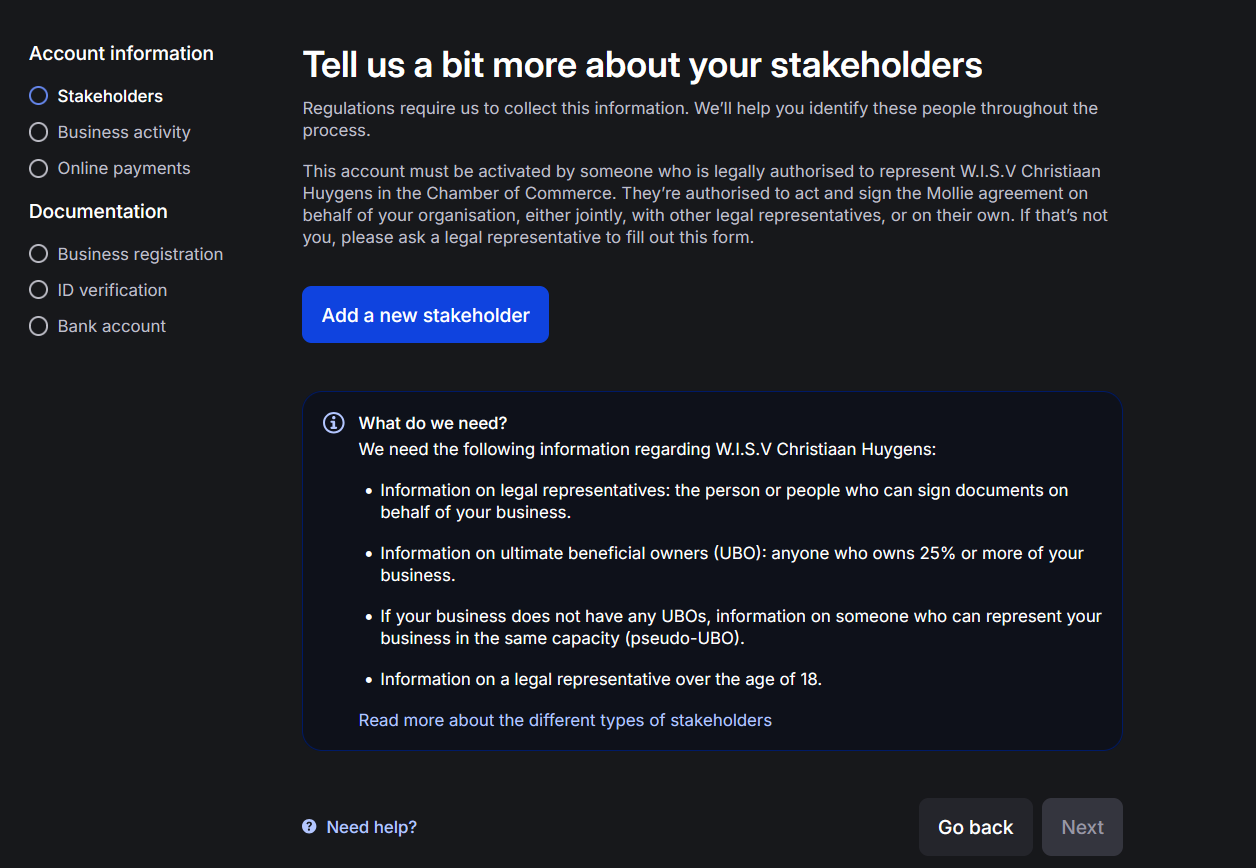 Account information
Stakeholders
Business activity
Online payments
Documentation
Business registration
ID verification
Bank account
Tell us a bit more about your stakeholders
Regulations require us to collect this information. We’ll help you identify these people throughout the
process.
This account must be activated by someone who is legally authorised to represent W.I.S.V Christiaan
Huygens in the Chamber of Commerce. They’re authorised to act and sign the Mollie agreement on
behalf of your organisation, either jointly, with other legal representatives, or on their own. If that’s not
you, please ask a legal representative to fill out this form.
Add a new stakeholder
What do we need?
We need the following information regarding W.I.S.V Christiaan Huygens:
• Information on legal representatives: the person or people who can sign documents on
behalf of your business.
• Information on ultimate beneficial owners (UBO): anyone who owns 25% or more of your
business.
• If your business does not have any UBOs, information on someone who can represent your
business in the same capacity (pseudo-UBO).
• Information on a legal representative over the age of 18.
Read more about the different types of stakeholders
Need help?
Go back
Next